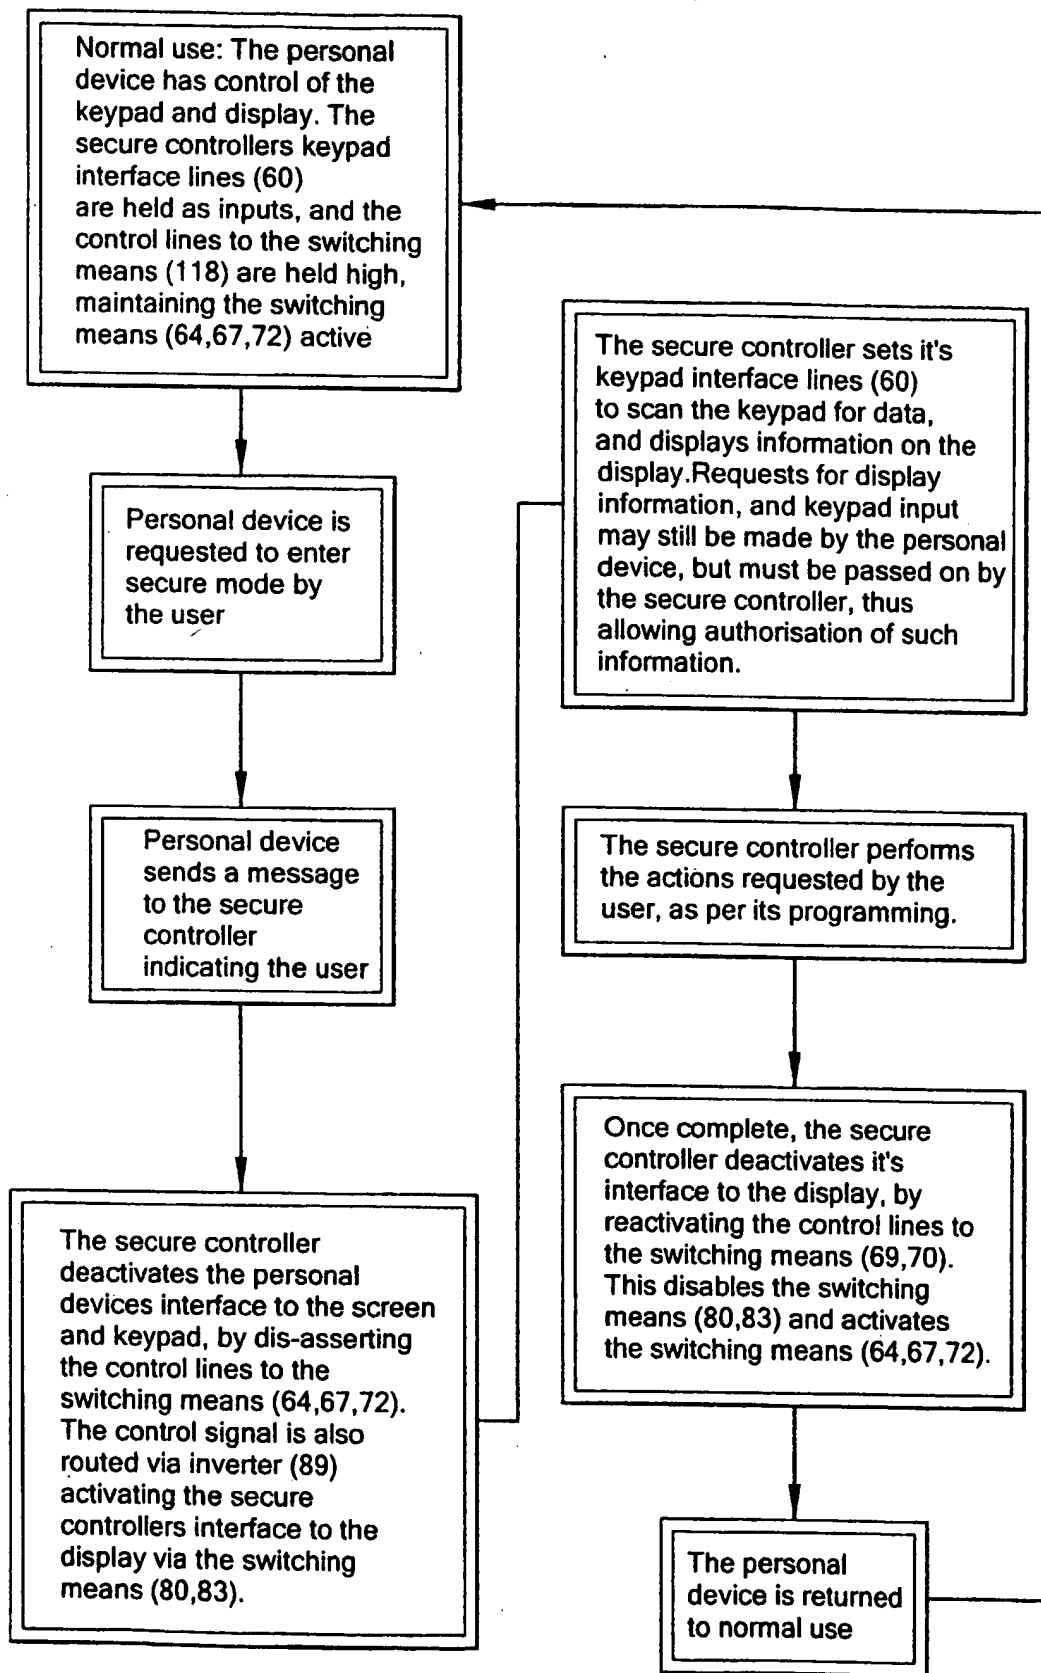 Normal use: The personal
device has control of the
keypad and display. The
secure controllers keypad
interface lines (60)
are held as inputs, and the
control lines to the switching
means (118) are held high,
maintaining the switching
means (64,67,72) active
Personal device is
requested to enter
secure mode by
the user
Personal device
sends a message
to the secure
controller
indicating the user
The secure controller
deactivates the personal
devices interface to the screen
and keypad, by dis-asserting
the control lines to the
switching means (64,67,72).
The control signal is also
routed via inverter (89)
activating the secure
controllers interface to the
display via the switching
means (80,83).
The secure controller sets it's
keypad interface lines (60)
to scan the keypad for data,
and displays information on the
display.Requests for display
information, and keypad input
may still be made by the personal
device, but must be passed on by
the secure controller, thus
allowing authorisation of such
information.
The secure controller performs
the actions requested by the
user, as per its programming.
Once complete, the secure
controller deactivates it's
interface to the display, by
reactivating the control lines to
the switching means (69,70).
This disables the switching
means (80,83) and activates
the switching means (64,67,72).
The personal
device is returned
to normal use